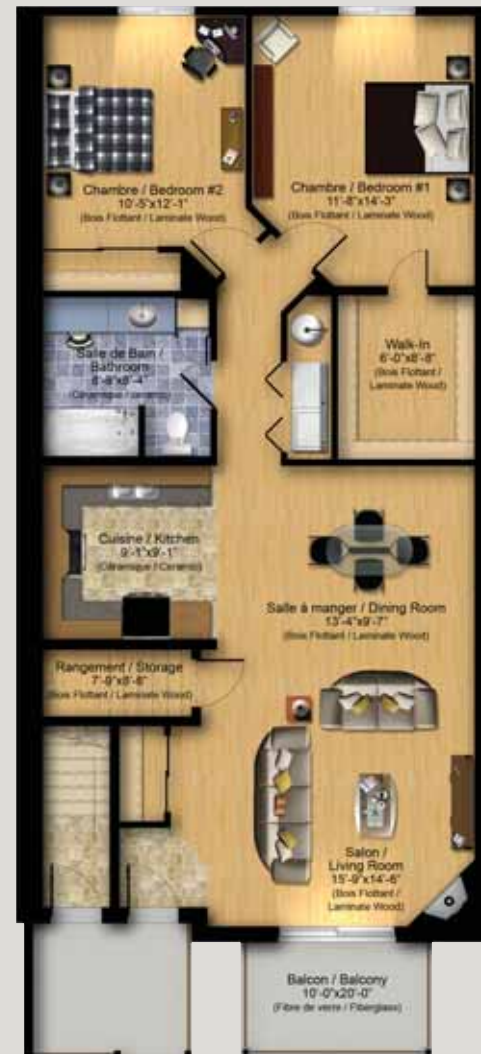 Chambre / Bedroom #2
10'-5"x12'-1"
(Bois Flottant / Laminate Wood)
Chambre / Bedroom #1
11'-8"x14'-3"
(Bois Flottant / Laminate Wood)
Salle de Bain /
Bathroom
8'-8"x8'-4"
(Céramique / Ceramic)
Walk-In
6'-0"x8'-8"
(Bois Flottant /
Laminate Wood)
Cuisine / Kitchen
9'-1"x9'-1"
(Céramique / Ceramic)
Salle à manger / Dining Room
13'-4"x9'-7"
(Bois Flottant / Laminate Wood)
Rangement / Storage
7'-9"x8'-8"
(Bois Flottant / Laminate Wood)
Salon /
Living Room
15'-9"x14'-6"
(Bois Flottant /
Laminate Wood)
Balcon / Balcony
10'-0"x20'-0"
(Fibre de verre / Fiberglass)